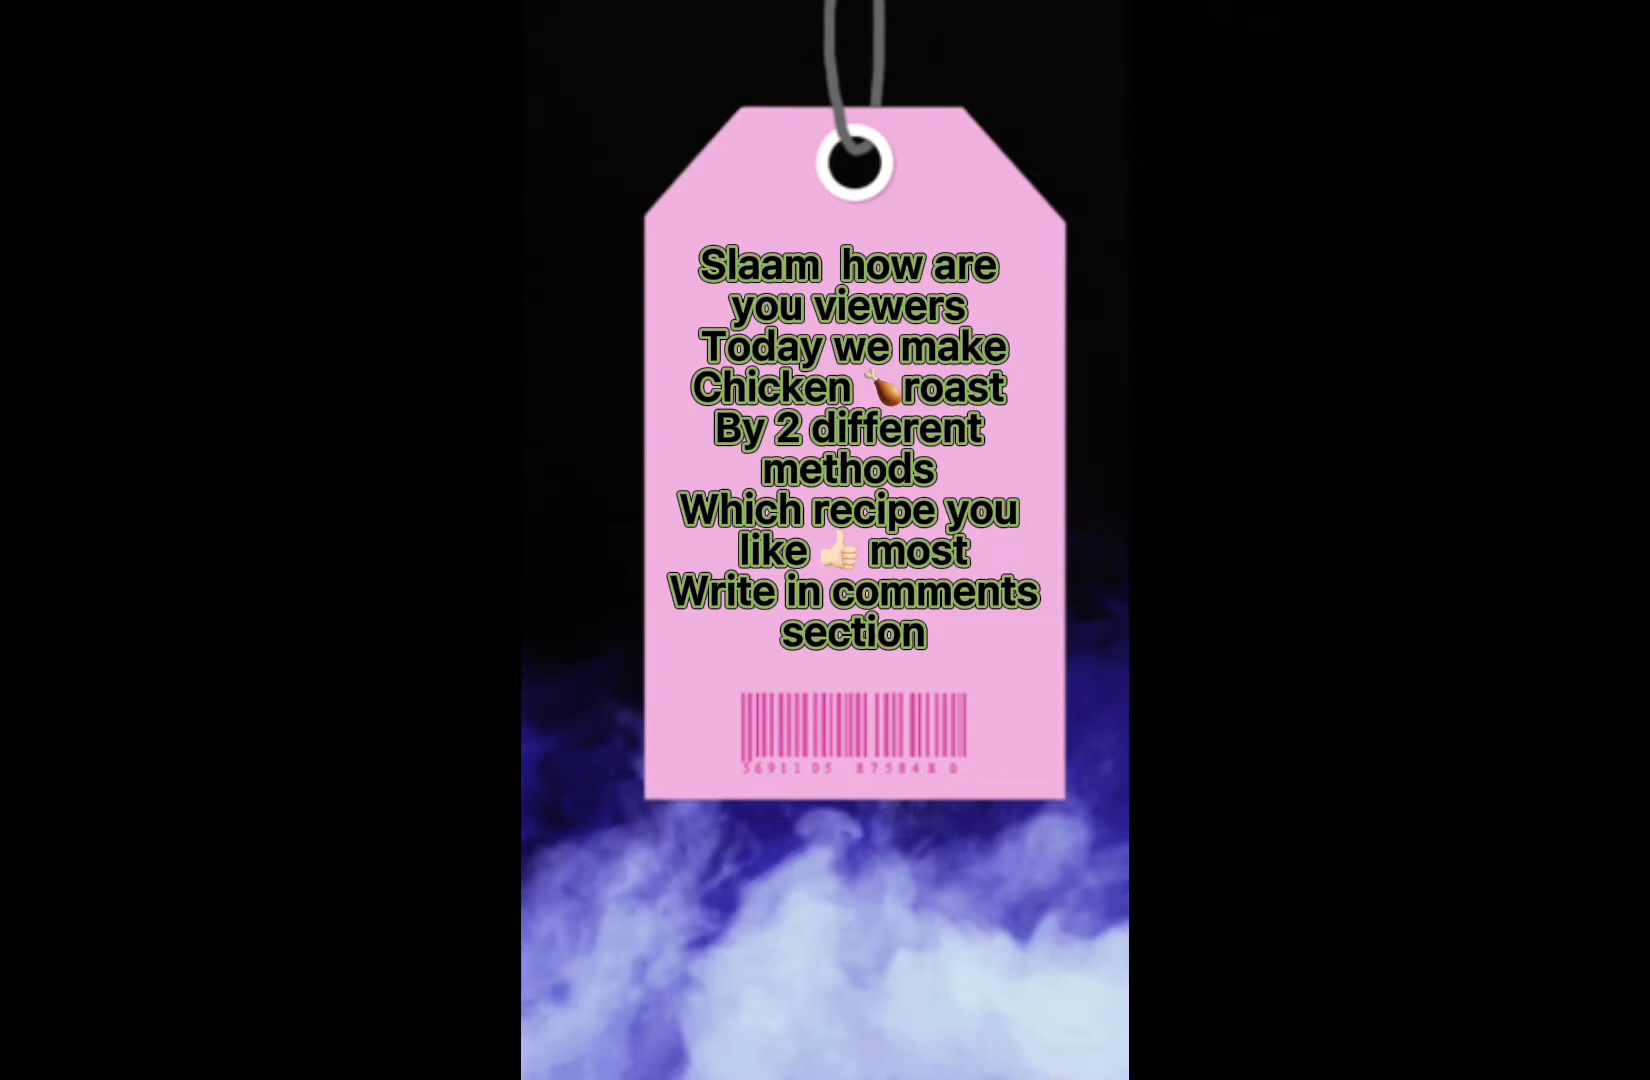 Slaam  how are
you viewers
Today we make
Chicken 🍗roast
By 2 different
methods
Which recipe you
like 👍🏻 most
Write in comments
section